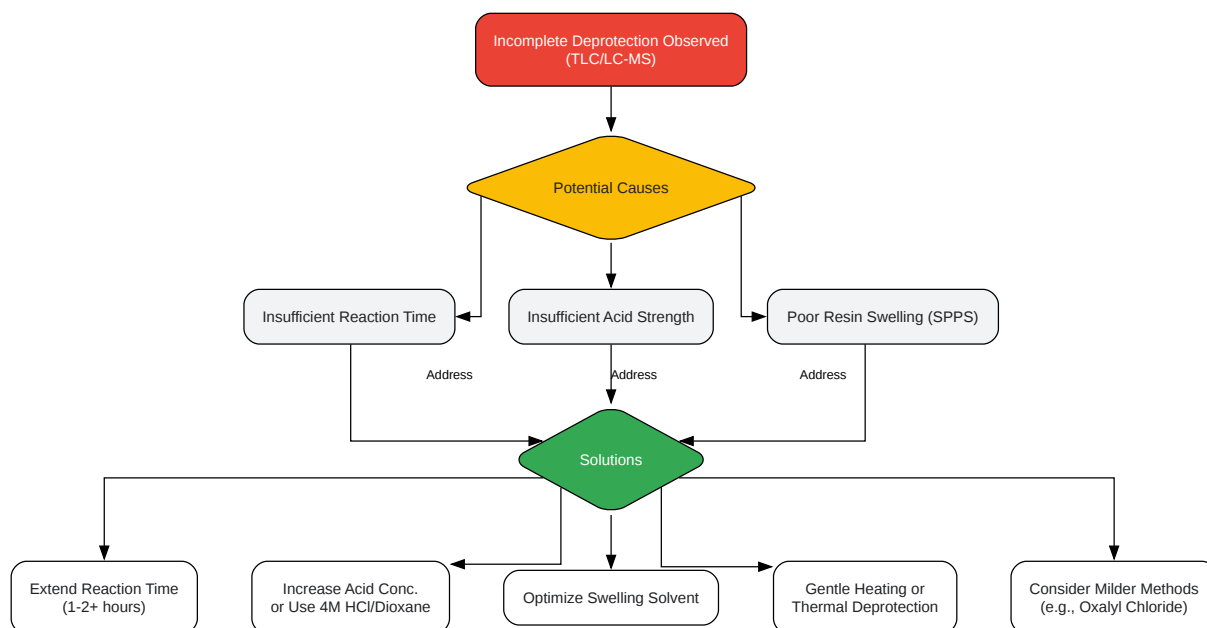 Incomplete Deprotection Observed
(TLC/LC-MS)
Potential Causes
Insufficient Reaction Time
Insufficient Acid Strength
Poor Resin Swelling (SPPS)
Address
Address
Address
Solutions
Extend Reaction Time
(1-2+ hours)
Increase Acid Conc.
or Use 4M HCl/Dioxane
Optimize Swelling Solvent
Gentle Heating or
Thermal Deprotection
Consider Milder Methods
(e.g., Oxalyl Chloride)